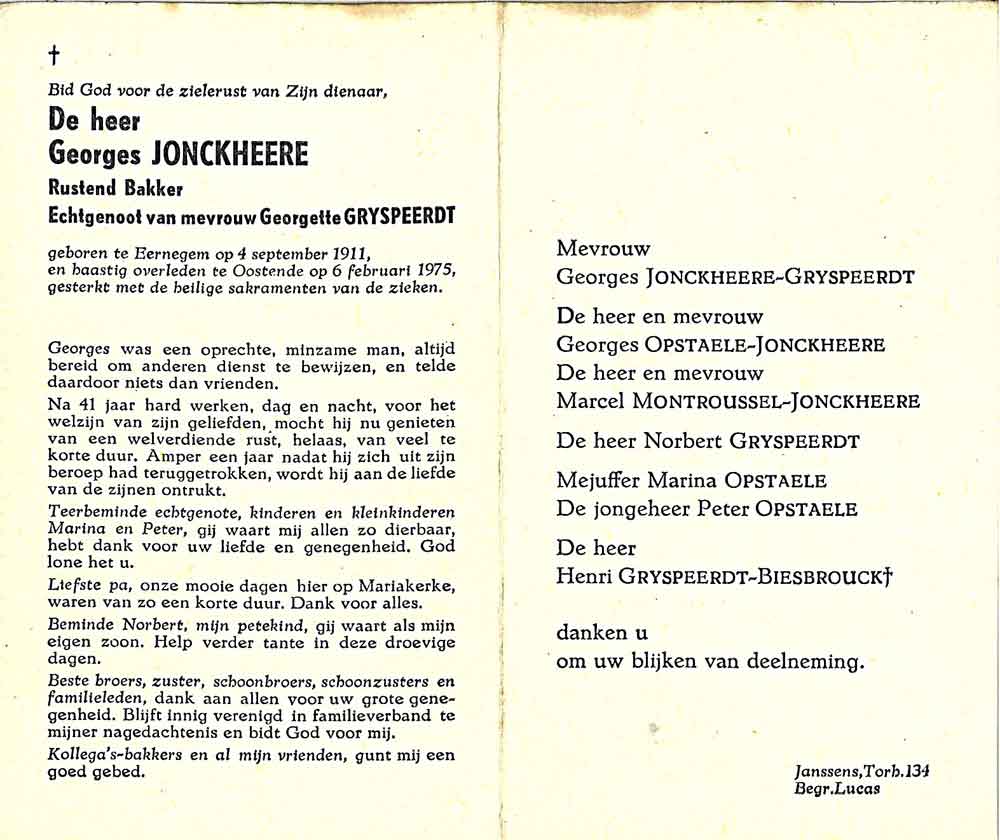 †
Bid God voor de zielerust van Zijn dienaar,
De heer
Georges JONCKHEERE
Rustend Bakker
Echtgenoot van mevrouw Georgette GRYSPEERDT
geboren te Eernegem op 4 september 1911,
en haastig overleden te Oostende op 6 februari 1975,
gesterkt met de heilige sakramenten van de zieken.
Georges was een oprechte, minzame man, altijd
bereid om anderen dienst te bewijzen, en telde
daardoor niets dan vrienden.
Na 41 jaar hard werken, dag en nacht, voor het
welzijn van zijn geliefden, mocht hij nu genieten
van een welverdiende rust, helaas, van veel te
korte duur. Amper een jaar nadat hij zich uit zijn
beroep had teruggetrokken, wordt hij aan de liefde
van de zijnen ontrukt.
Teerbeminde echtgenote, kinderen en kleinkinderen
Marina en Peter, gij waart mij allen zo dierbaar,
hebt dank voor uw liefde en genegenheid. God
lone het u.
Liefste pa, onze mooie dagen hier op Mariakerke,
waren van zo een korte duur. Dank voor alles.
Beminde Norbert, mijn petekind, gij waart als mijn
eigen zoon. Help verder tante in deze droevige
dagen.
Beste broers, zuster, schoonbroers, schoonzusters en
familieleden, dank aan allen voor uw grote gene-
genheid. Blijft innig verenigd in familieverband te
mijner nagedachtenis en bidt God voor mij.
Kollega's-bakkers en al mijn vrienden, gunt mij een
goed gebed.
Mevrouw
Georges JONCKHEERE-GRYSPEERDT
De heer en mevrouw
Georges OPSTAELE-JONCKHEERE
De heer en mevrouw
Marcel MONTROUSSEL-JONCKHEERE
De heer Norbert GRYSPEERDT
Mejuffer Marina OPSTAELE
De jongeheer Peter OPSTAELE
De heer
Henri GRYSPEERDT-BIESBROUCK†
danken u
om uw blijken van deelneming.
Janssens,Torh.134
Begr.Lucas